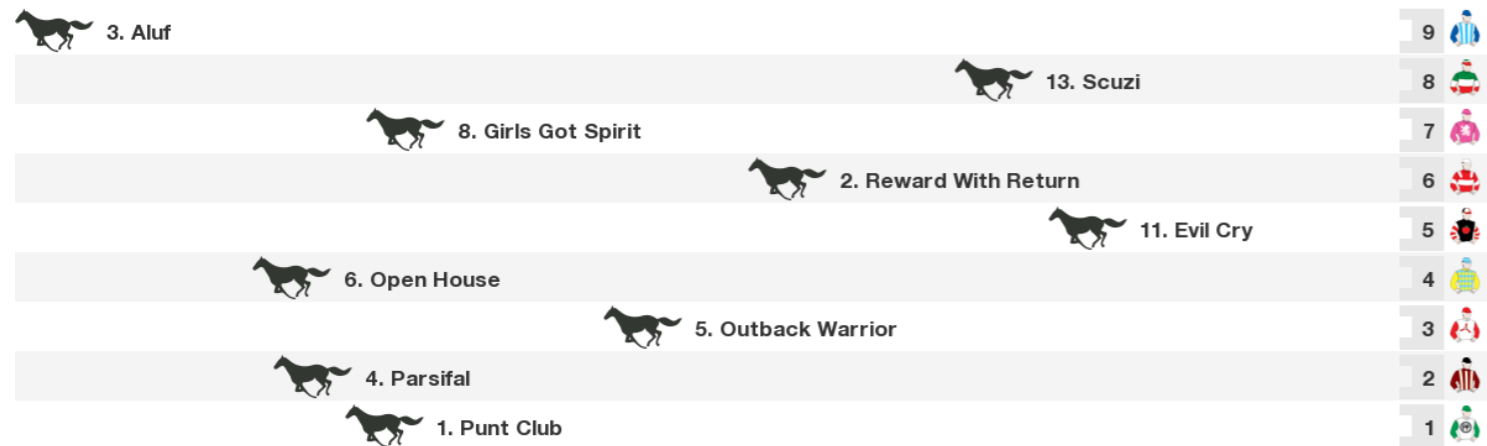 3. Aluf 9
13. Scuzi 8
8. Girls Got Spirit 7
2. Reward With Return 6
11. Evil Cry 5
6. Open House 4
5. Outback Warrior 3
4. Parsifal 2
1. Punt Club 1